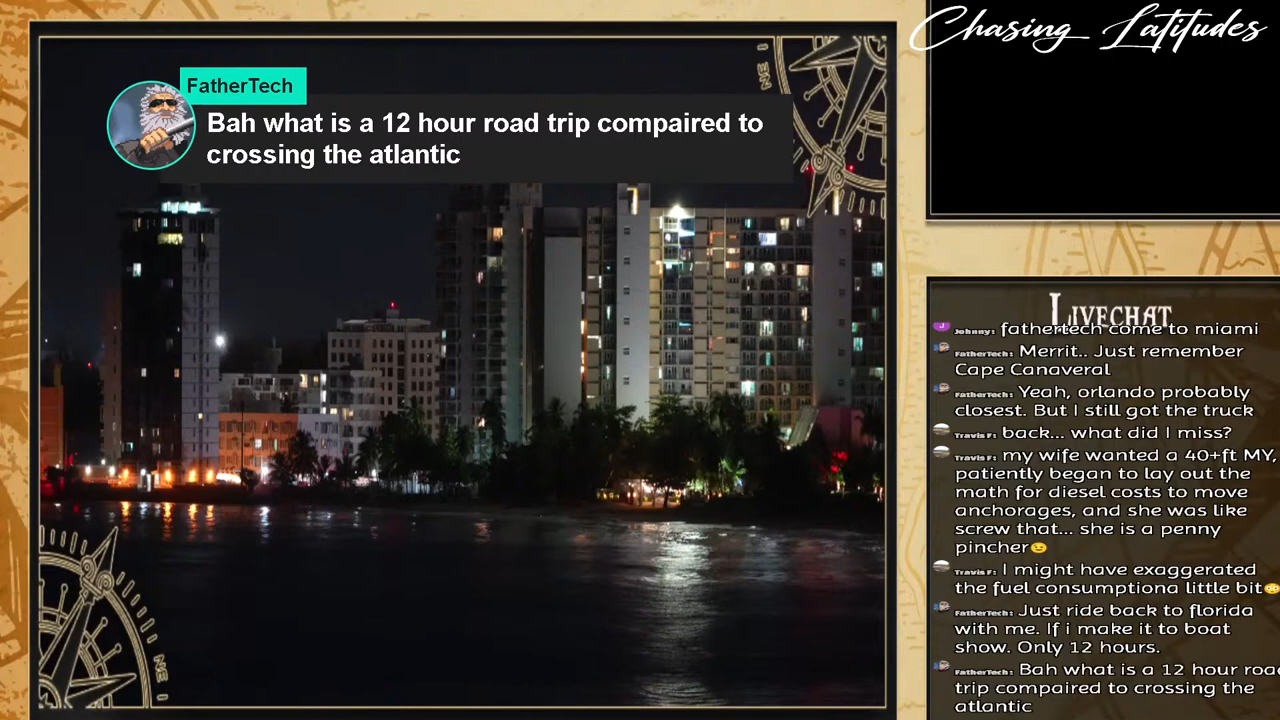 Chasing Latitudes
FatherTech
Bah what is a 12 hour road trip compaired to
crossing the atlantic
NE
NE
LIVECHAT
Johnny: fathertech come to miami
FatherTech: Merrit.. Just remember
Cape Canaveral
FatherTech: Yeah, orlando probably
closest. But I still got the truck
Travis F: back... what did I miss?
Travis F: my wife wanted a 40+ft MY,
patiently began to lay out the
math for diesel costs to move
anchorages, and she was like
screw that... she is a penny
pincher😉
Travis F: I might have exaggerated
the fuel consumptiona little bit😳
FatherTech: Just ride back to florida
with me. If i make it to boat
show. Only 12 hours.
FatherTech: Bah what is a 12 hour road
trip compaired to crossing the
atlantic